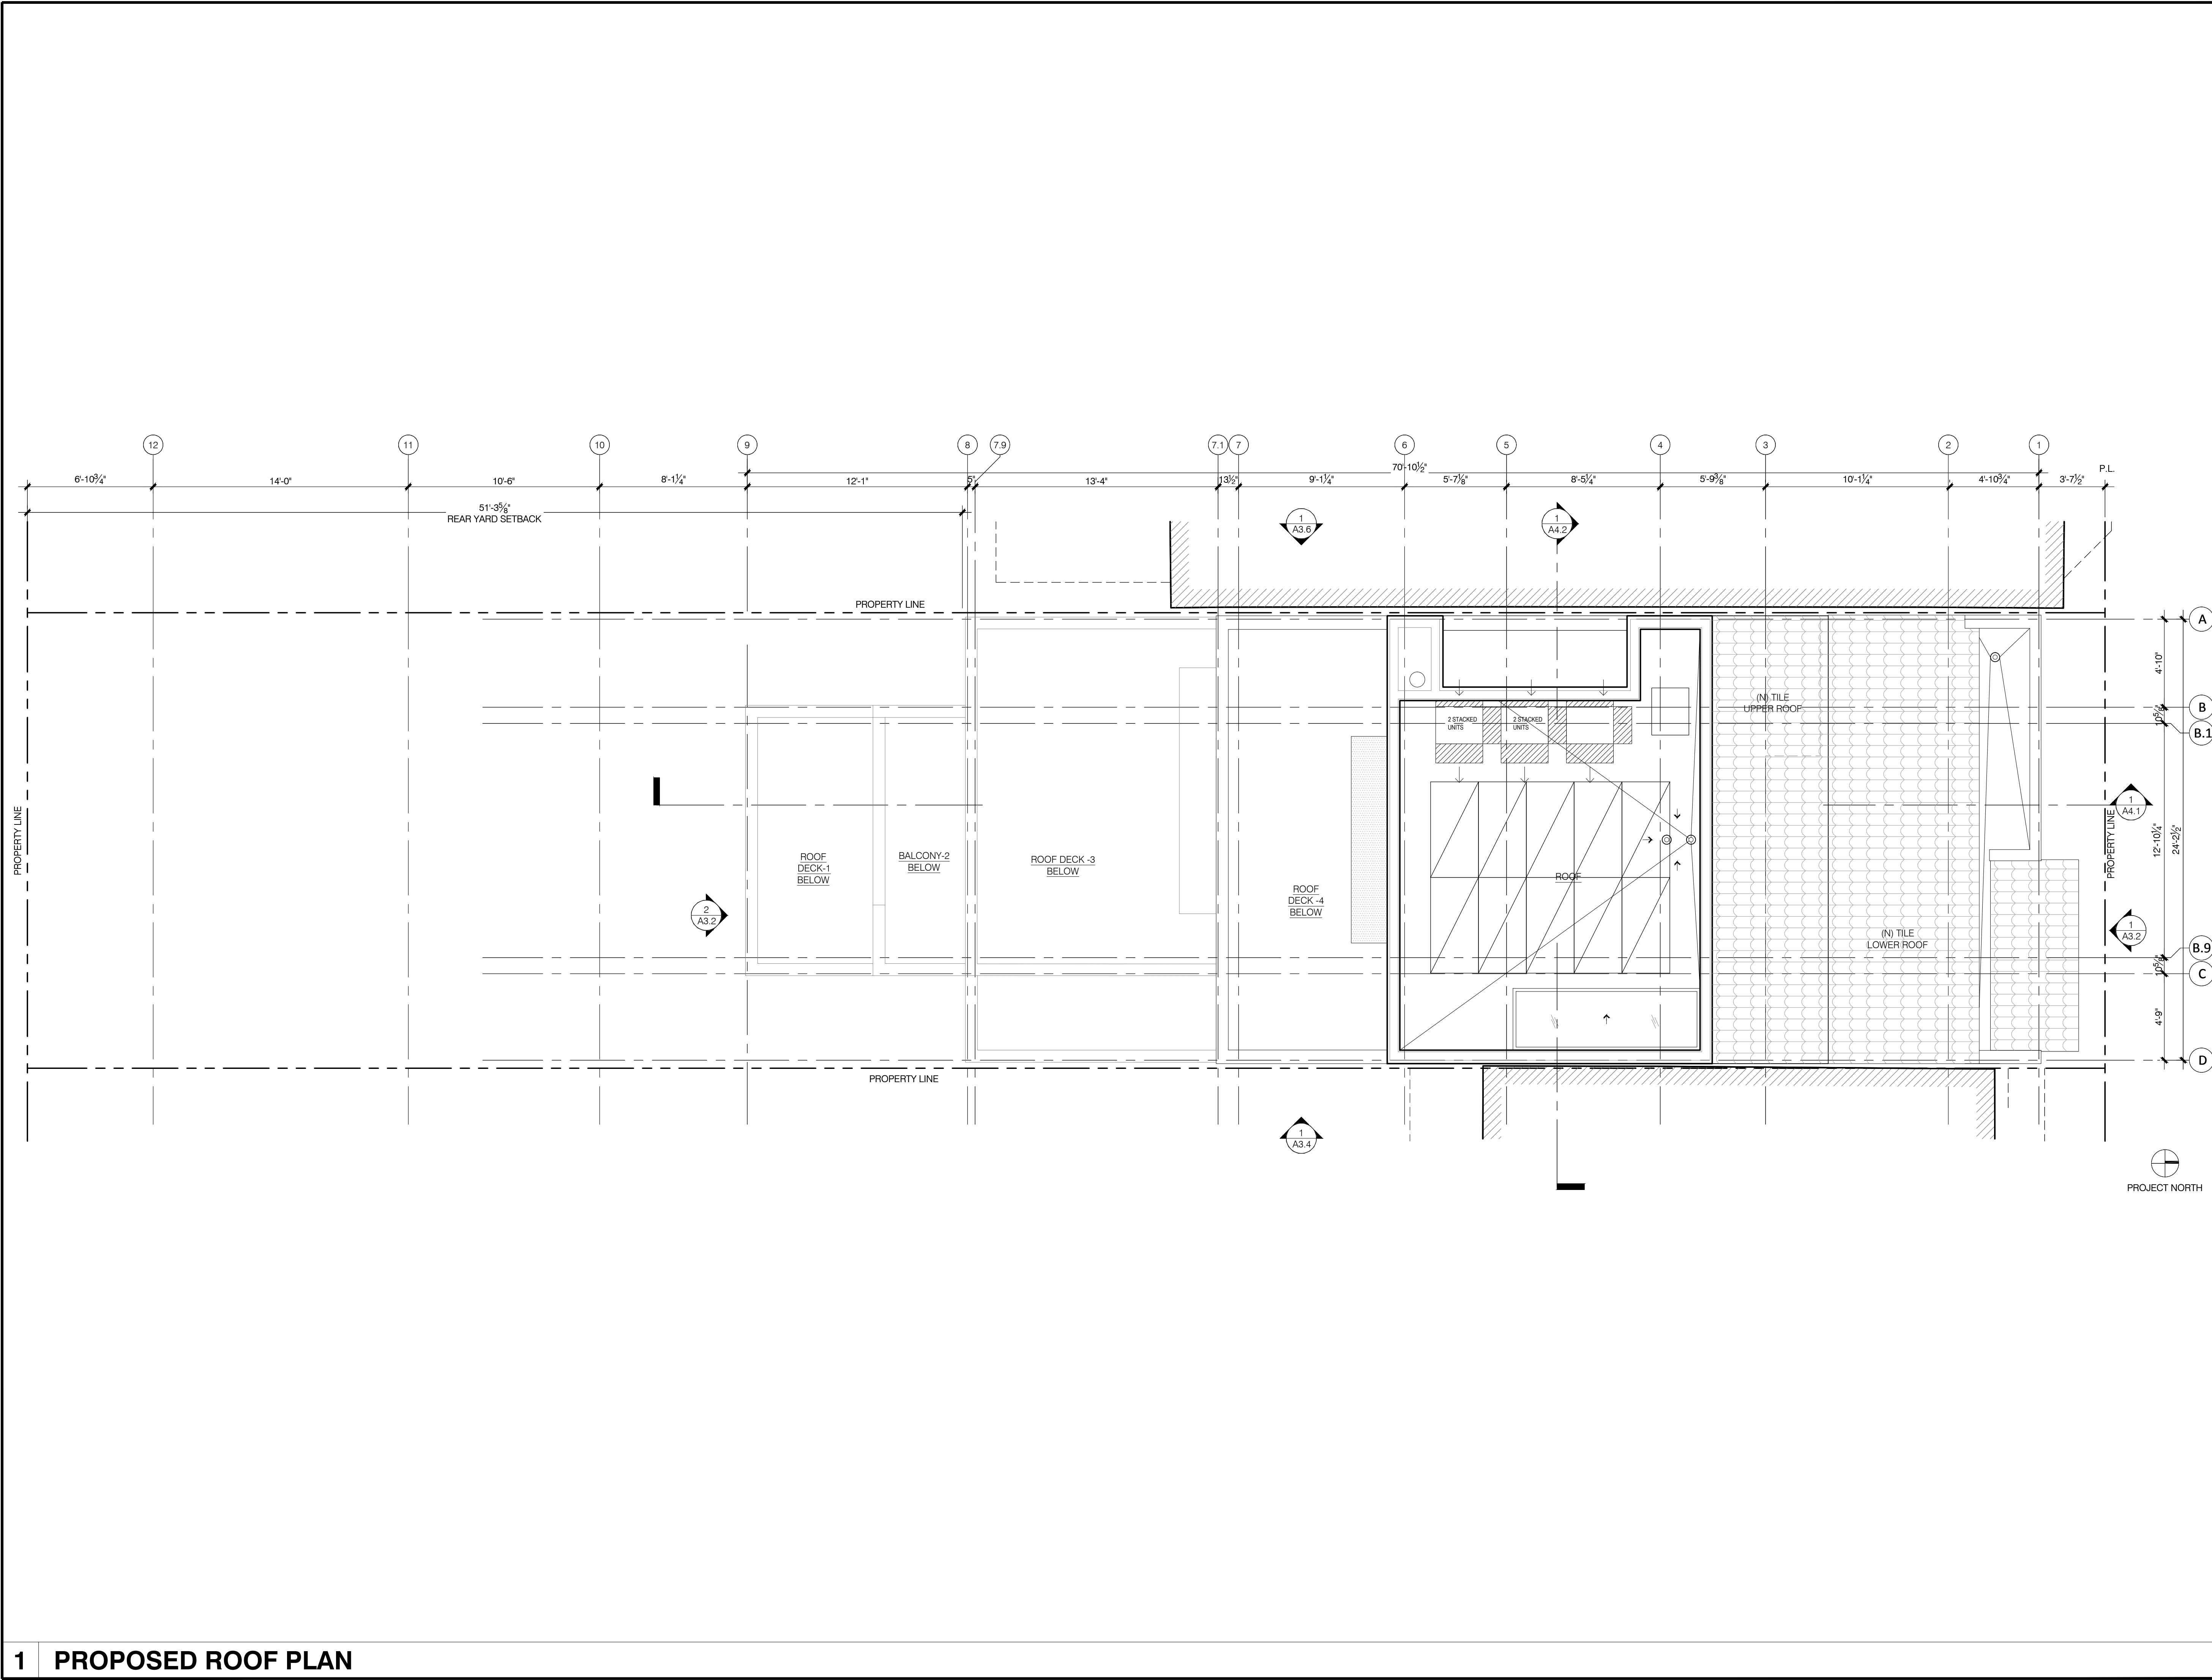 12 11 10 9 8 7.9 7.1 7 6 5 4 3 2 1
70'-10½"
P.L.
6'-10¾" 14'-0" 10'-6" 8'-1¼" 12'-1" 5" 13'-4" 13½" 9'-1¼" 5'-7⅞" 8'-5¼" 5'-9⅜" 10'-1¼" 4'-10¾" 3'-7½"
51'-3⅝"
REAR YARD SETBACK
1
A3.6
1
A4.2
PROPERTY LINE
A
4'-10"
(N) TILE
UPPER ROOF
B
10⅝"
2 STACKED
UNITS
2 STACKED
UNITS
B.1
1
A4.1
PROPERTY LINE
PROPERTY LINE
12'-10¼"
24'-2½"
ROOF
DECK-1
BELOW
BALCONY-2
BELOW
ROOF DECK -3
BELOW
ROOF
DECK -4
BELOW
ROOF
2
A3.2
(N) TILE
LOWER ROOF
1
A3.2
B.9
10⅝"
C
4'-9"
D
PROPERTY LINE
1
A3.4
PROJECT NORTH
1 PROPOSED ROOF PLAN